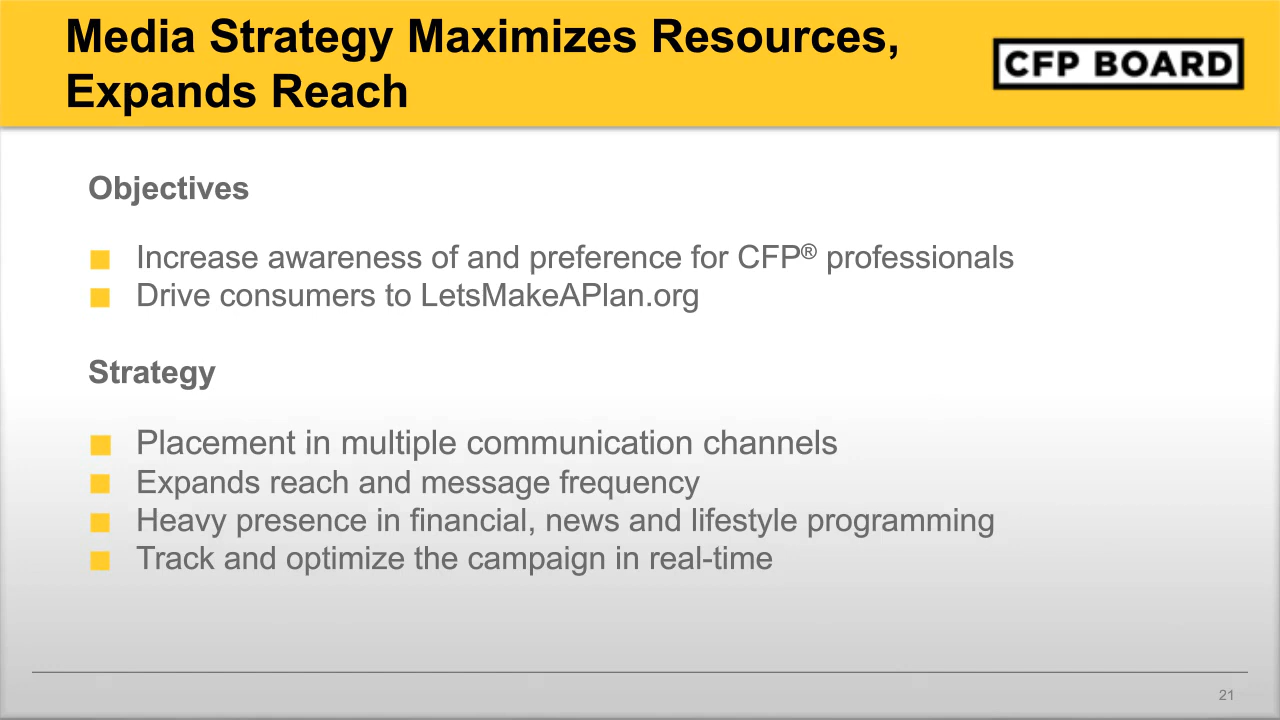 Media Strategy Maximizes Resources,
Expands Reach
CFP BOARD
Objectives
Increase awareness of and preference for CFP® professionals
Drive consumers to LetsMakeAPlan.org
Strategy
Placement in multiple communication channels
Expands reach and message frequency
Heavy presence in financial, news and lifestyle programming
Track and optimize the campaign in real-time
21